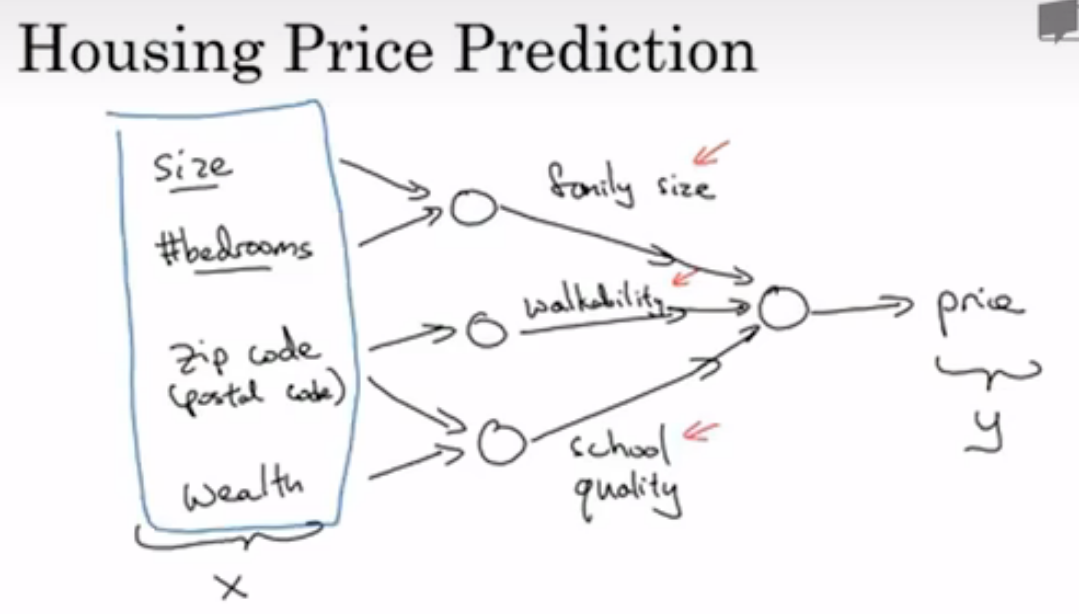 Housing Price Prediction
size
#bedrooms
zip code
(postal code)
wealth
x
family size
walkability
school
quality
price
y